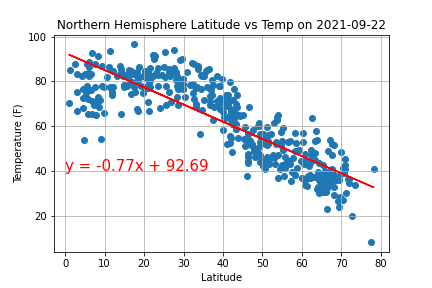 Northern Hemisphere Latitude vs Temp on 2021-09-22
100
80
60
40
20
Temperature (F)
y = -0.77x + 92.69
0 10 20 30 40 50 60 70 80
Latitude